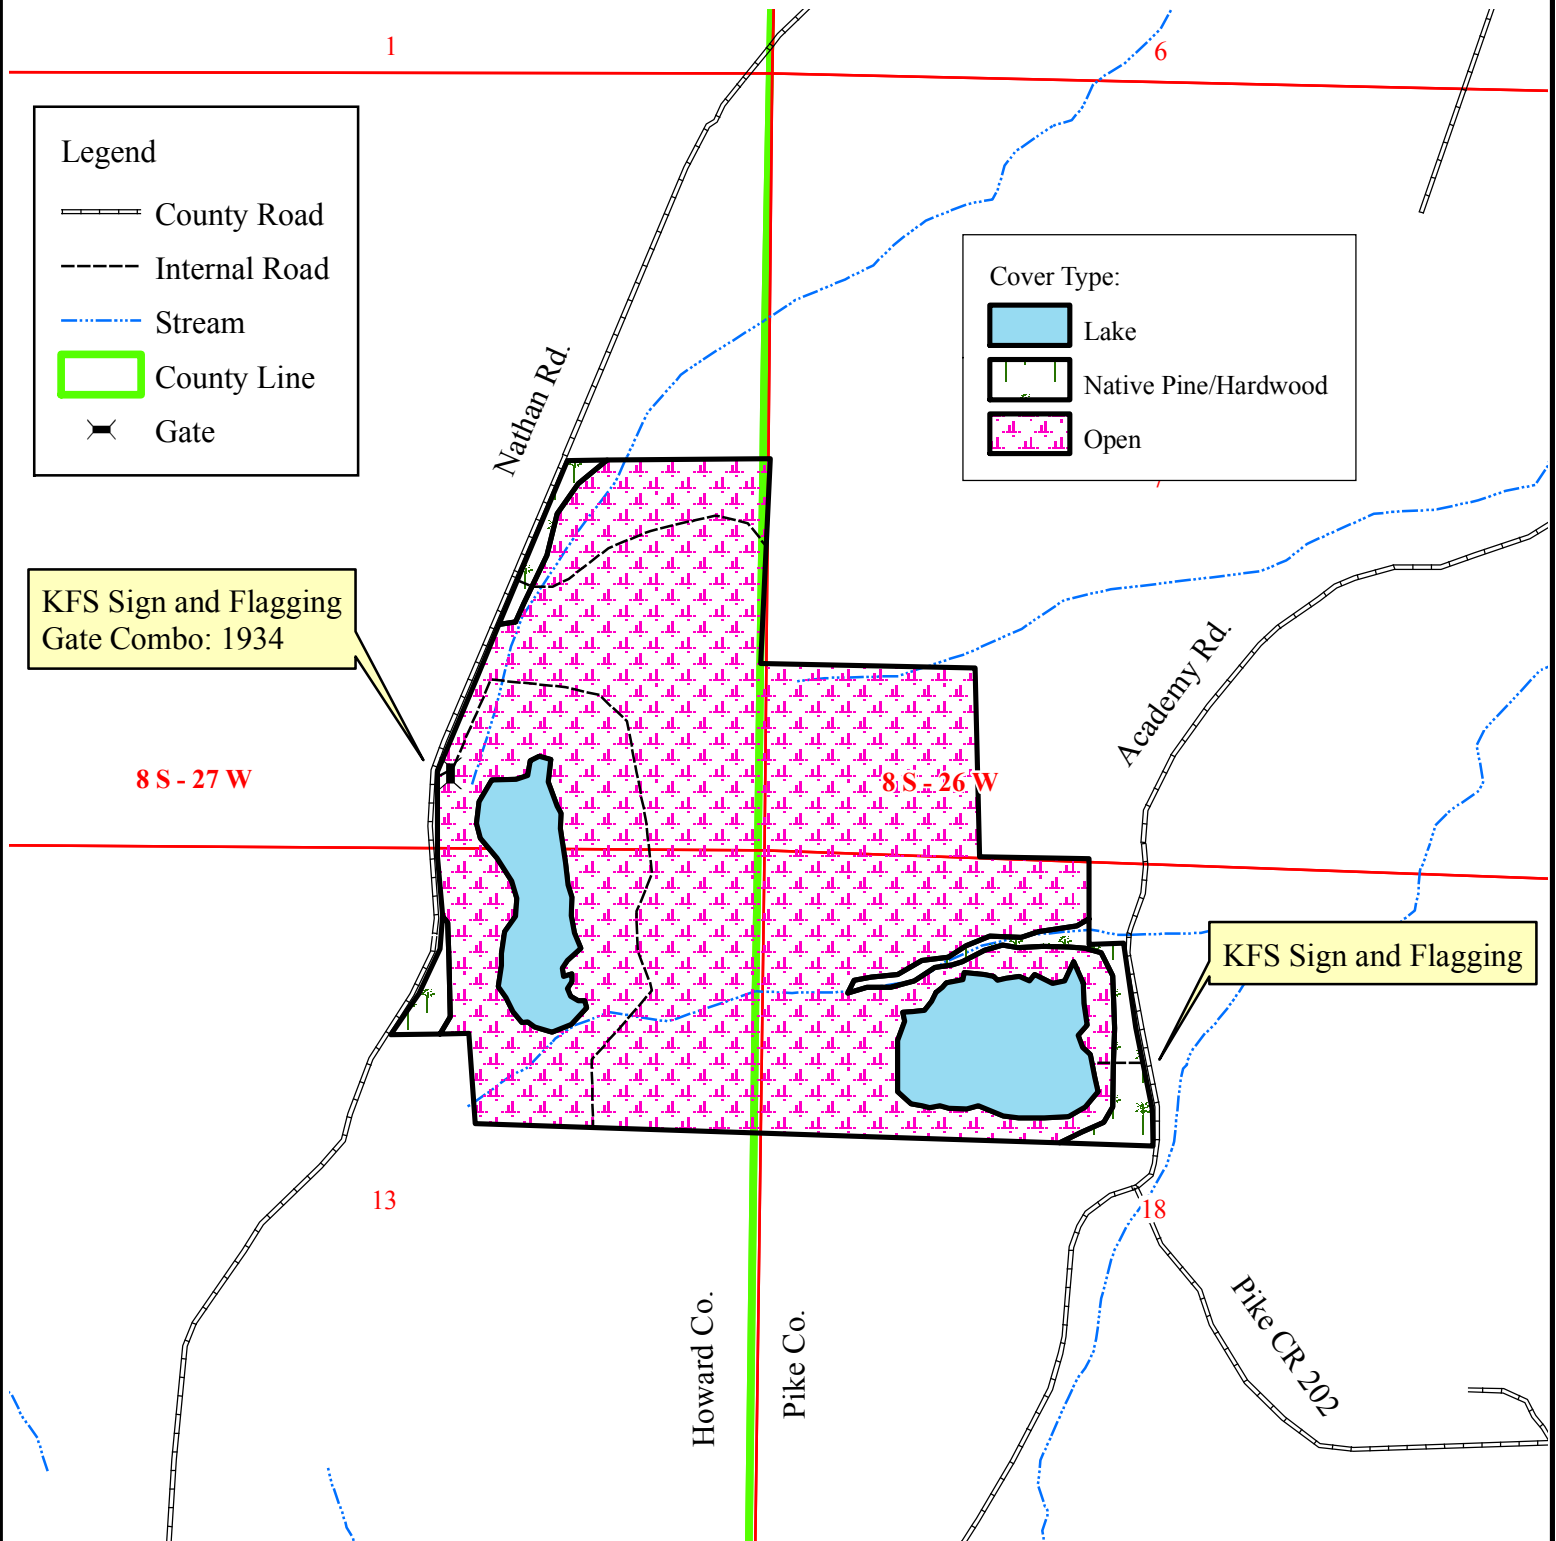 1
6
Legend
County Road
Internal Road
Stream
County Line
Gate
Cover Type:
Lake
Native Pine/Hardwood
Open
Nathan Rd.
KFS Sign and Flagging
Gate Combo: 1934
Academy Rd.
8 S - 27 W
8 S - 26 W
KFS Sign and Flagging
13
18
Howard Co.
Pike Co.
Pike CR 202